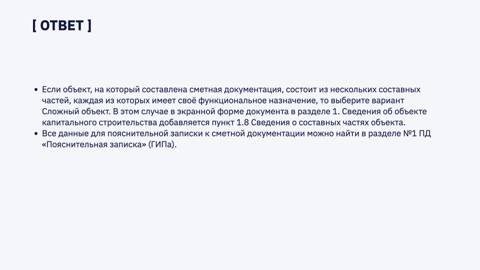 [ ОТВЕТ ]
• Если объект, на который составлена сметная документация, состоит из нескольких составных
частей, каждая из которых имеет своё функциональное назначение, то выберите вариант
Сложный объект. В этом случае в экранной форме документа в разделе 1. Сведения об объекте
капитального строительства добавляется пункт 1.8 Сведения о составных частях объекта.
• Все данные для пояснительной записки к сметной документации можно найти в разделе №1 ПД
«Пояснительная записка» (ГИПа).